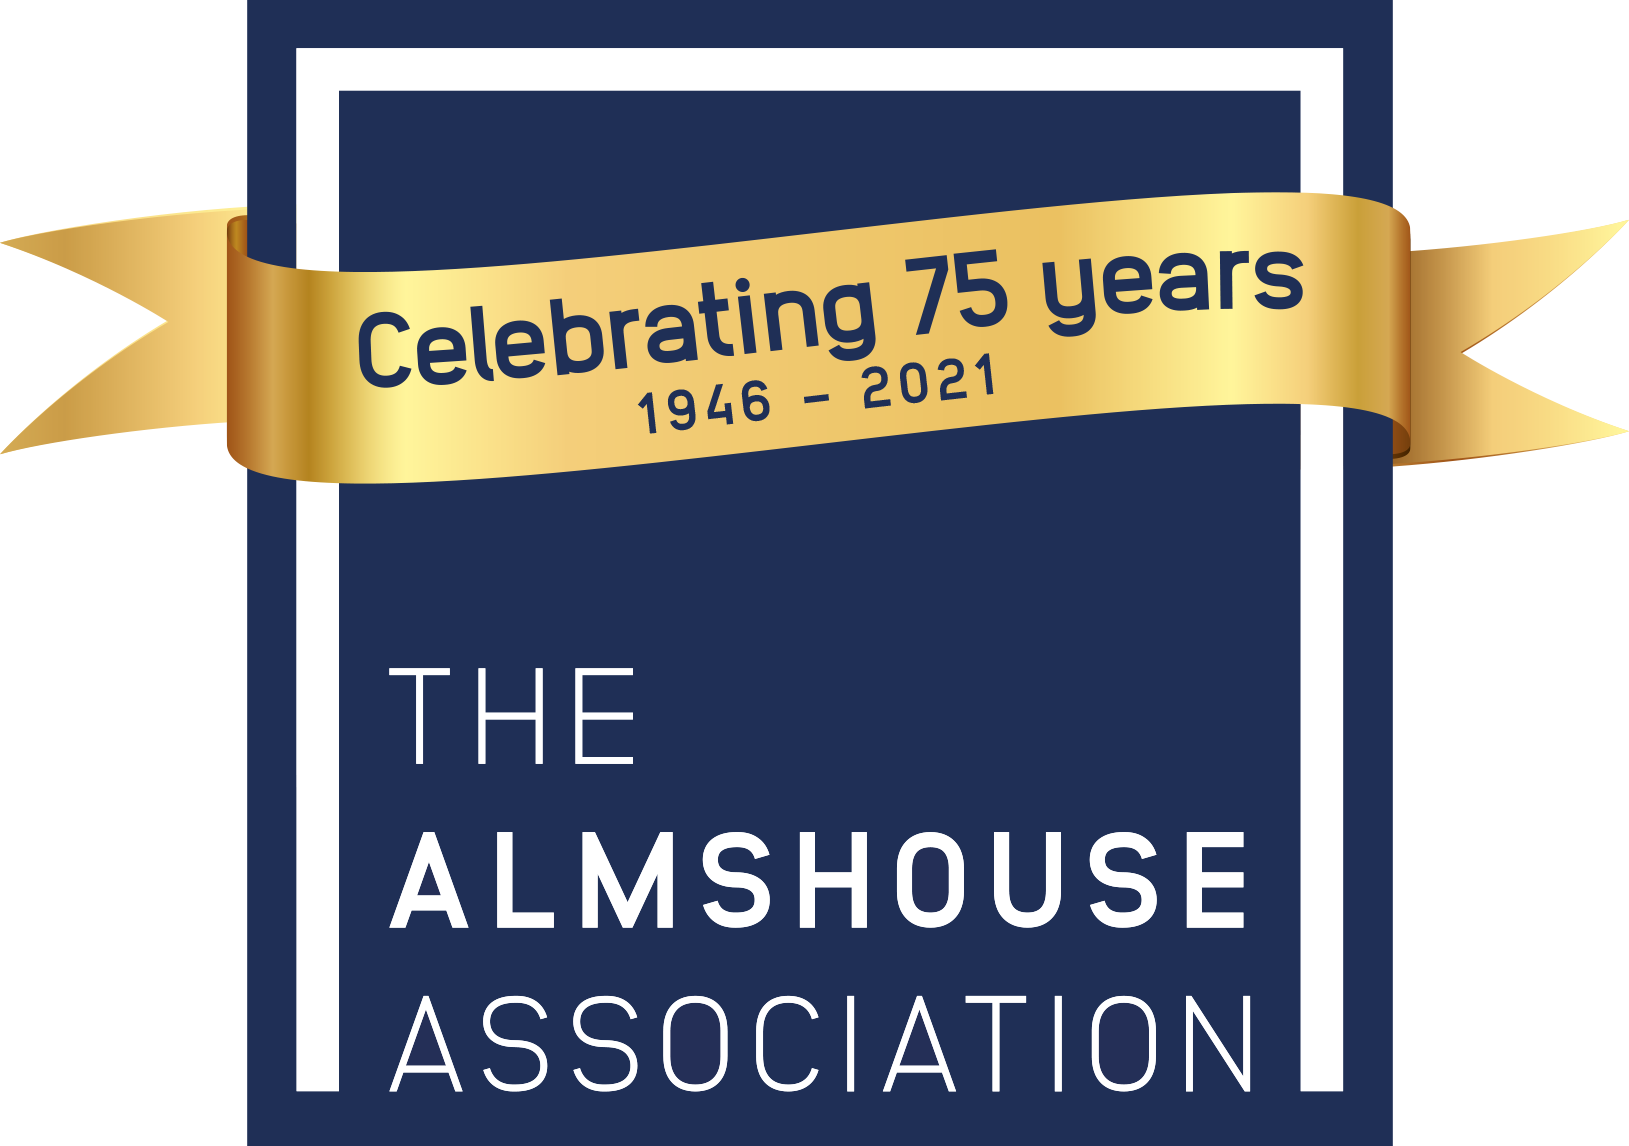 Celebrating 75 years
1946 - 2021
THE
ALMSHOUSE
ASSOCIATION